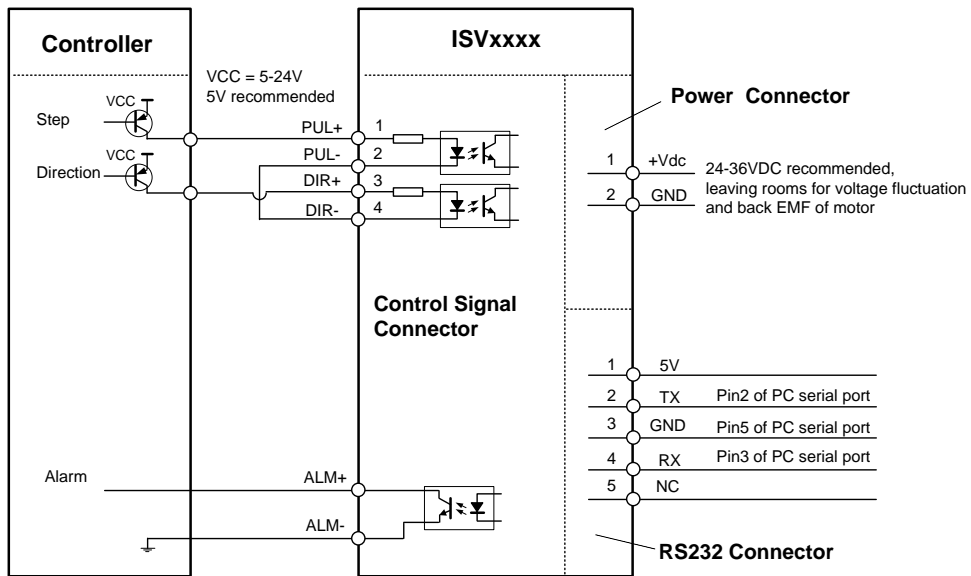 Controller
ISVxxxx
VCC = 5-24V
5V recommended
VCC
Step
VCC
Direction
PUL+
1
PUL-
2
DIR+
3
DIR-
4
Power Connector
1
+Vdc
2
GND
24-36VDC recommended,
leaving rooms for voltage fluctuation
and back EMF of motor
Control Signal
Connector
1
5V
2
TX
Pin2 of PC serial port
3
GND
Pin5 of PC serial port
4
RX
Pin3 of PC serial port
5
NC
Alarm
ALM+
ALM-
RS232 Connector